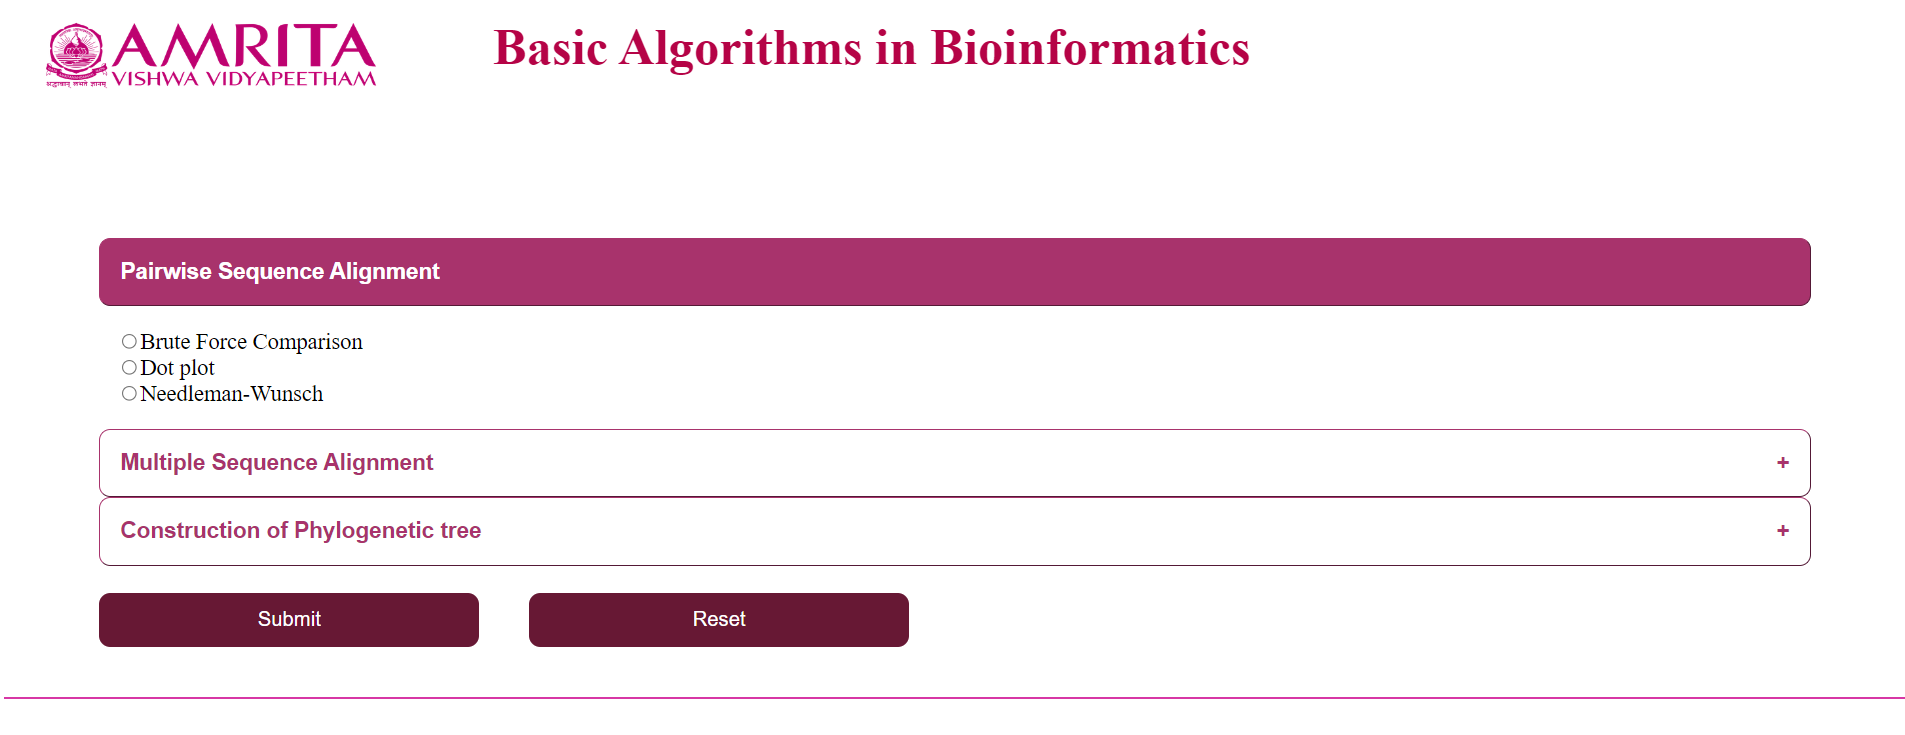 AMRITA
VISHWA VIDYAPEETHAM
Basic Algorithms in Bioinformatics
Pairwise Sequence Alignment
Brute Force Comparison
Dot plot
Needleman-Wunsch
Multiple Sequence Alignment +
Construction of Phylogenetic tree +
Submit Reset